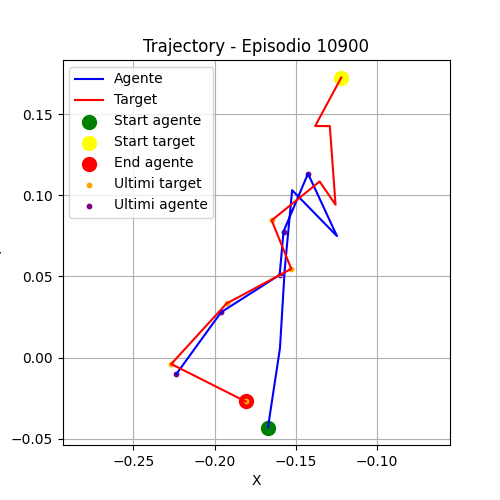 Trajectory - Episodio 10900
Agente
Target
Start agente
Start target
End agente
Ultimi target
Ultimi agente
0.15
0.10
0.05
0.00
−0.05
−0.25
−0.20
−0.15
−0.10
X